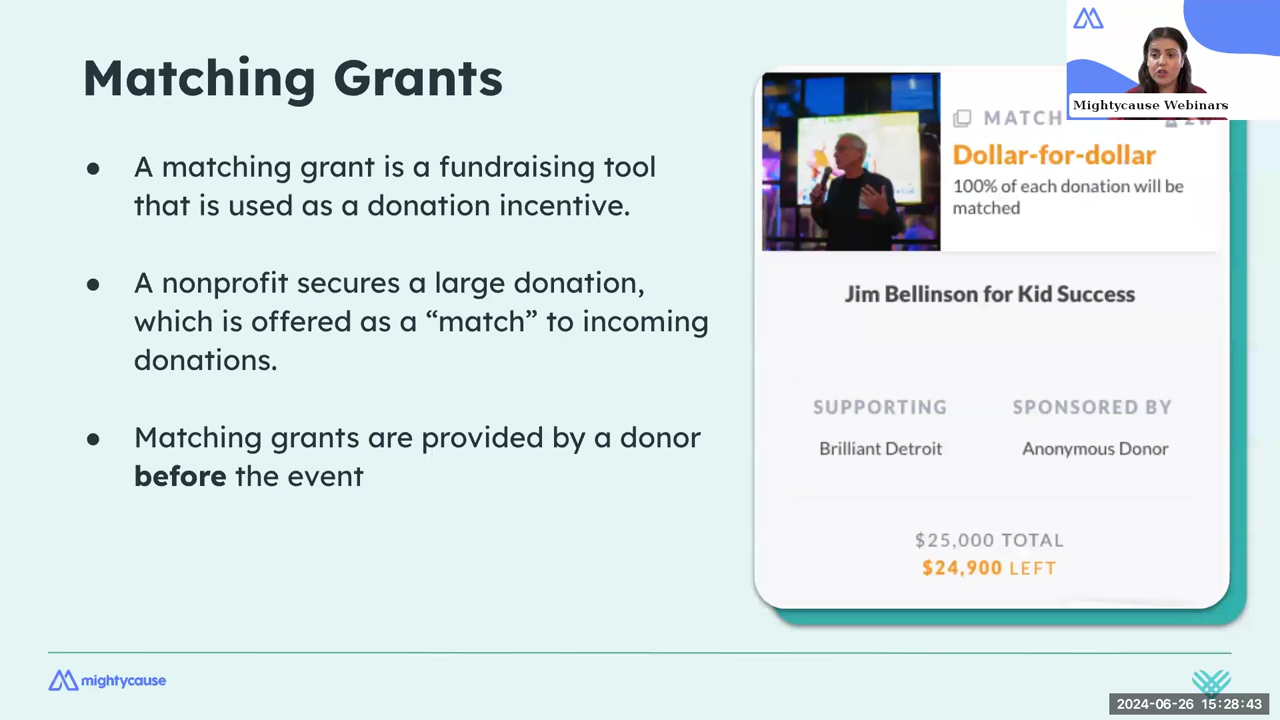 Matching Grants
● A matching grant is a fundraising tool
that is used as a donation incentive.
● A nonprofit secures a large donation,
which is offered as a “match” to incoming
donations.
● Matching grants are provided by a donor
before the event
MATCH
Dollar-for-dollar
100% of each donation will be
matched
Jim Bellinson for Kid Success
SUPPORTING
Brilliant Detroit
SPONSORED BY
Anonymous Donor
$25,000 TOTAL
$24,900 LEFT
Mightycause Webinars
mightycause
2024-06-26 15:28:43